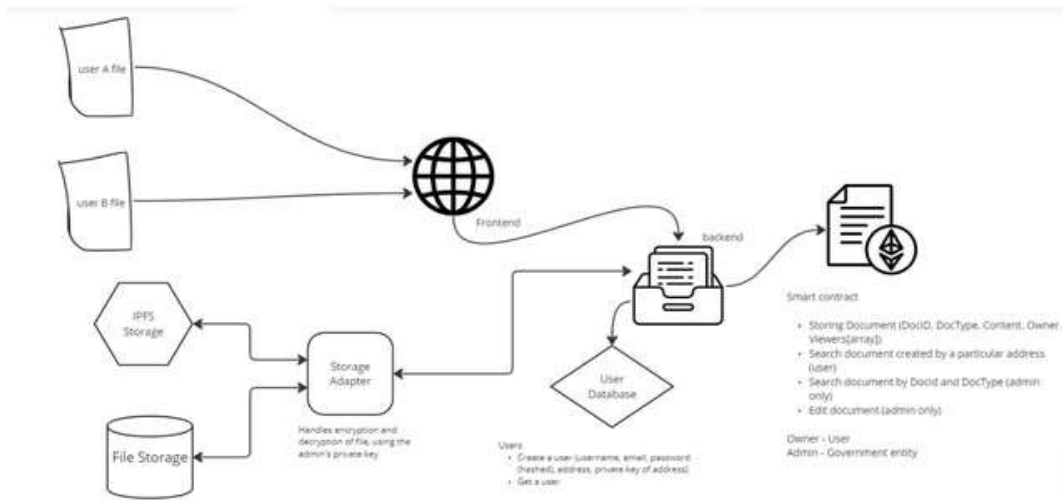 user A file
user B file
Frontend
backend
IPFS
Storage
Storage
Adapter
Handles encryption and
decryption of file, using the
admin's private key
File Storage
User
Database
Users
• Create a user (username, email, password
(hashed), address, private key of address)
• Get a user
Smart contract
• Storing Document (DocID, DocType, Content, Owner,
Viewers[array])
• Search document created by a particular address
(user)
• Search document by DocId and DocType (admin
only)
• Edit document (admin only)
Owner - User
Admin - Government entity